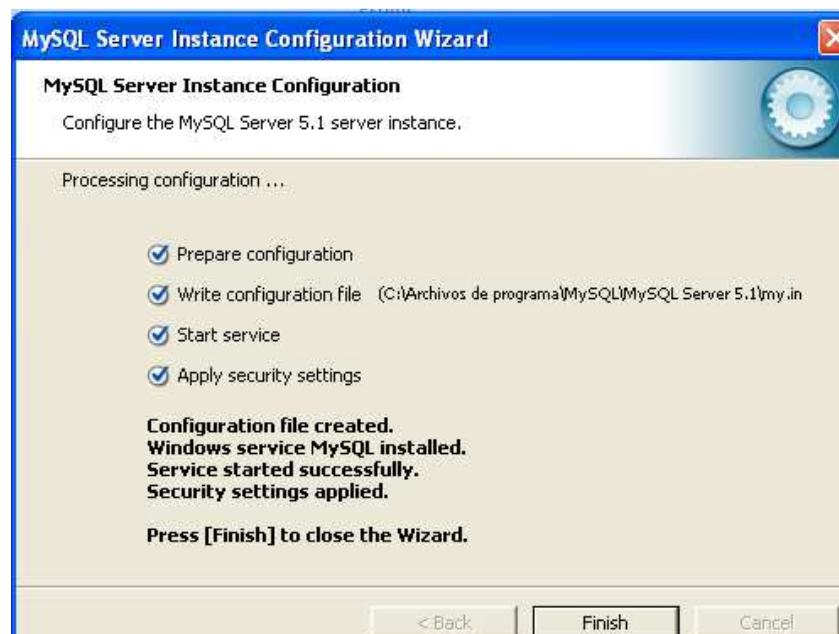 MySQL Server Instance Configuration Wizard
MySQL Server Instance Configuration
Configure the MySQL Server 5.1 server instance.
Processing configuration ...
Prepare configuration
Write configuration file (C:\Archivos de programa\MySQL\MySQL Server 5.1\my.in
Start service
Apply security settings
Configuration file created.
Windows service MySQL installed.
Service started successfully.
Security settings applied.
Press [Finish] to close the Wizard.
< Back Finish Cancel